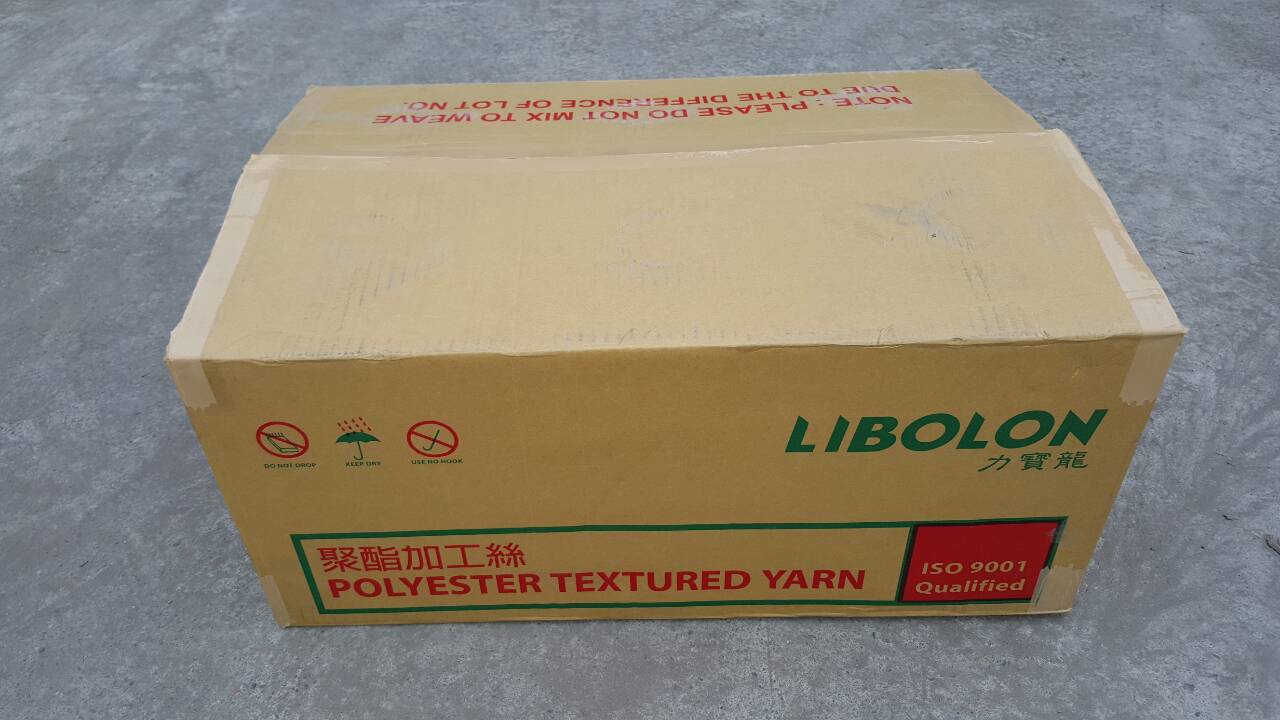 NOTE : PLEASE DO NOT MIX TO WEAVE
DUE TO THE DIFFERENCE OF LOT NO.
DO NOT DROP
KEEP DRY
USE NO HOOK
LIBOLON
力寶龍
聚酯加工絲
POLYESTER TEXTURED YARN
ISO 9001
Qualified